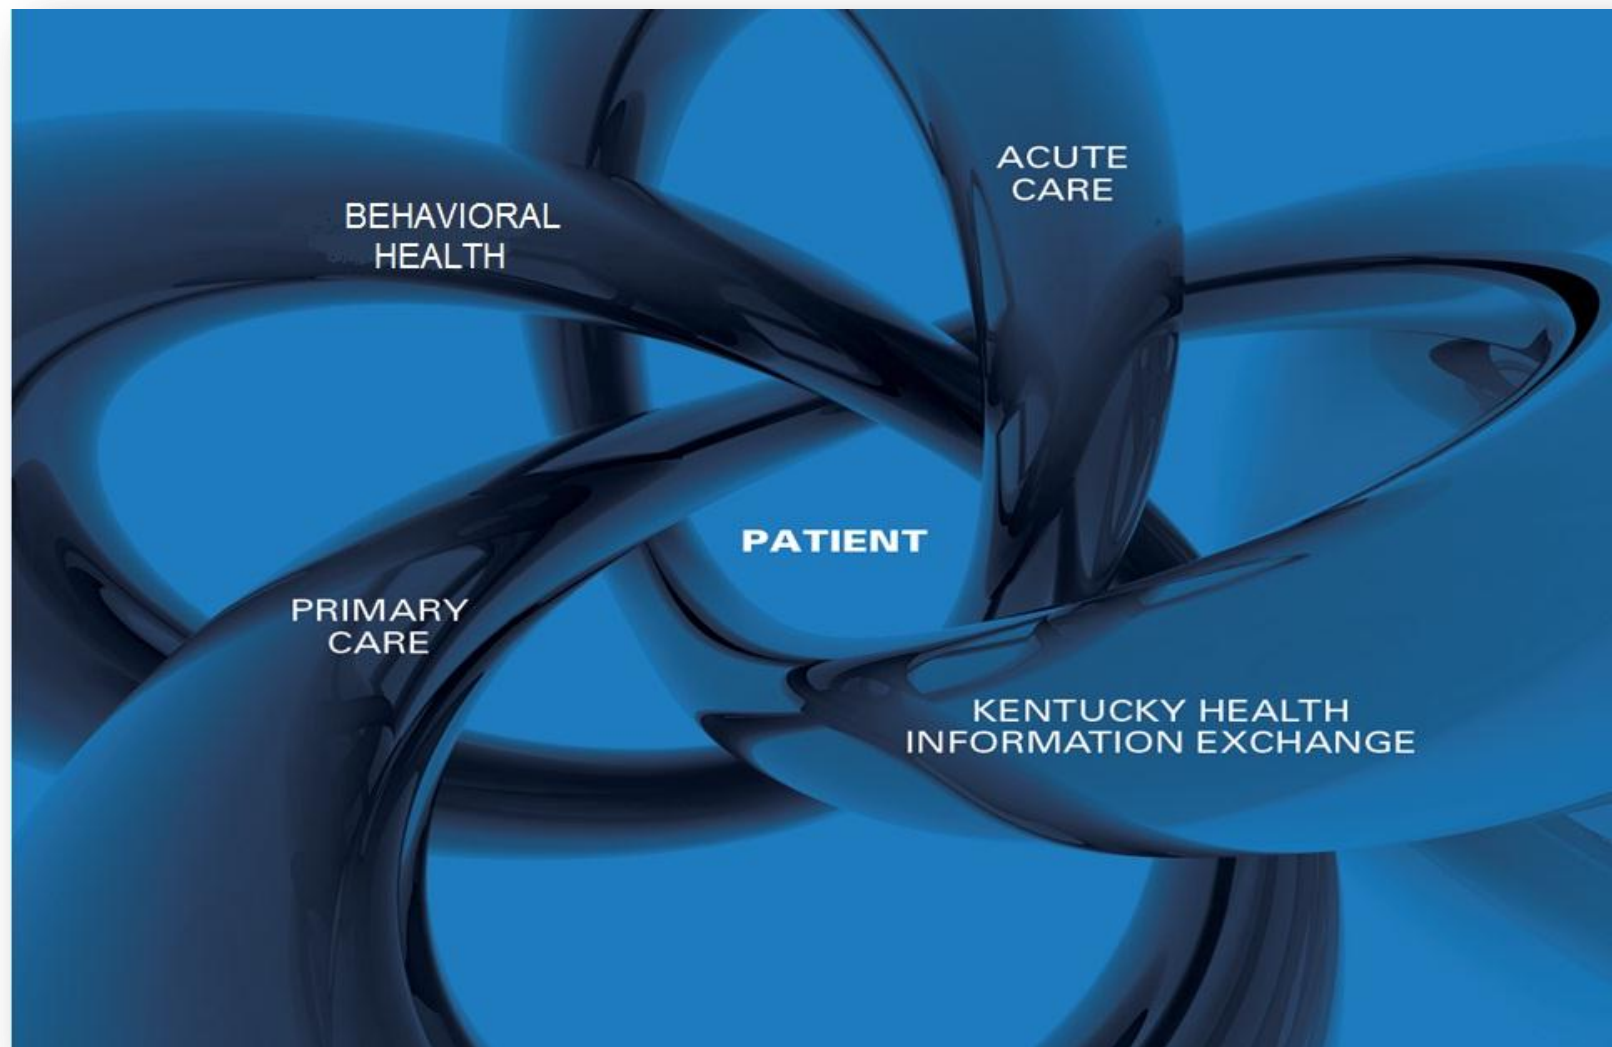 ACUTE
CARE
BEHAVIORAL
HEALTH
PATIENT
PRIMARY
CARE
KENTUCKY HEALTH
INFORMATION EXCHANGE